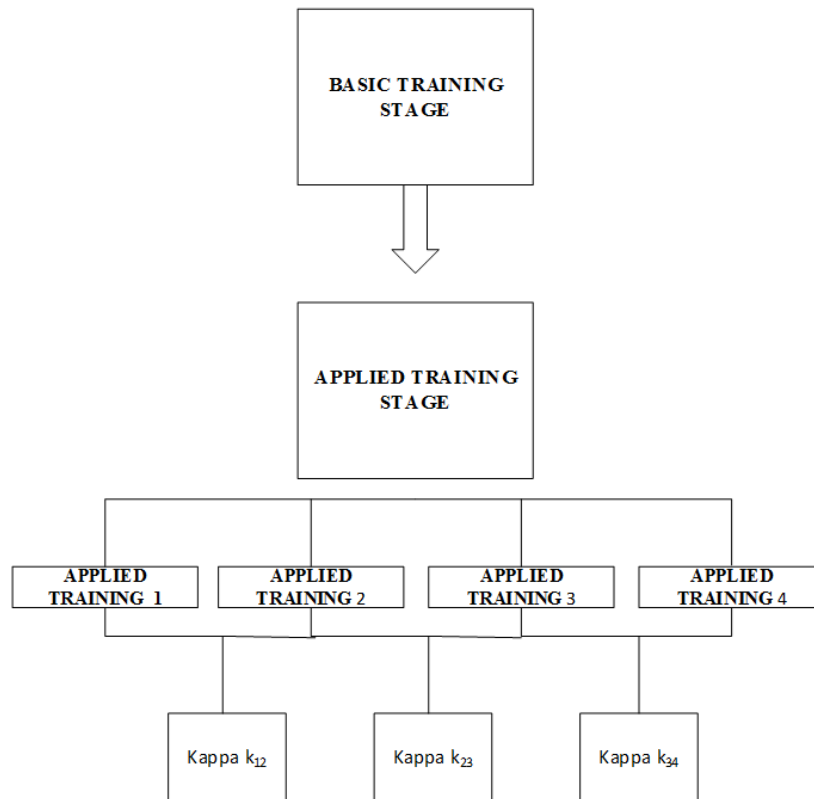 BASIC TRAINING
STAGE
APPLIED TRAINING
STAGE
APPLIED
TRAINING 1
APPLIED
TRAINING 2
APPLIED
TRAINING 3
APPLIED
TRAINING 4
Kappa k₁₂
Kappa k₂₃
Kappa k₃₄